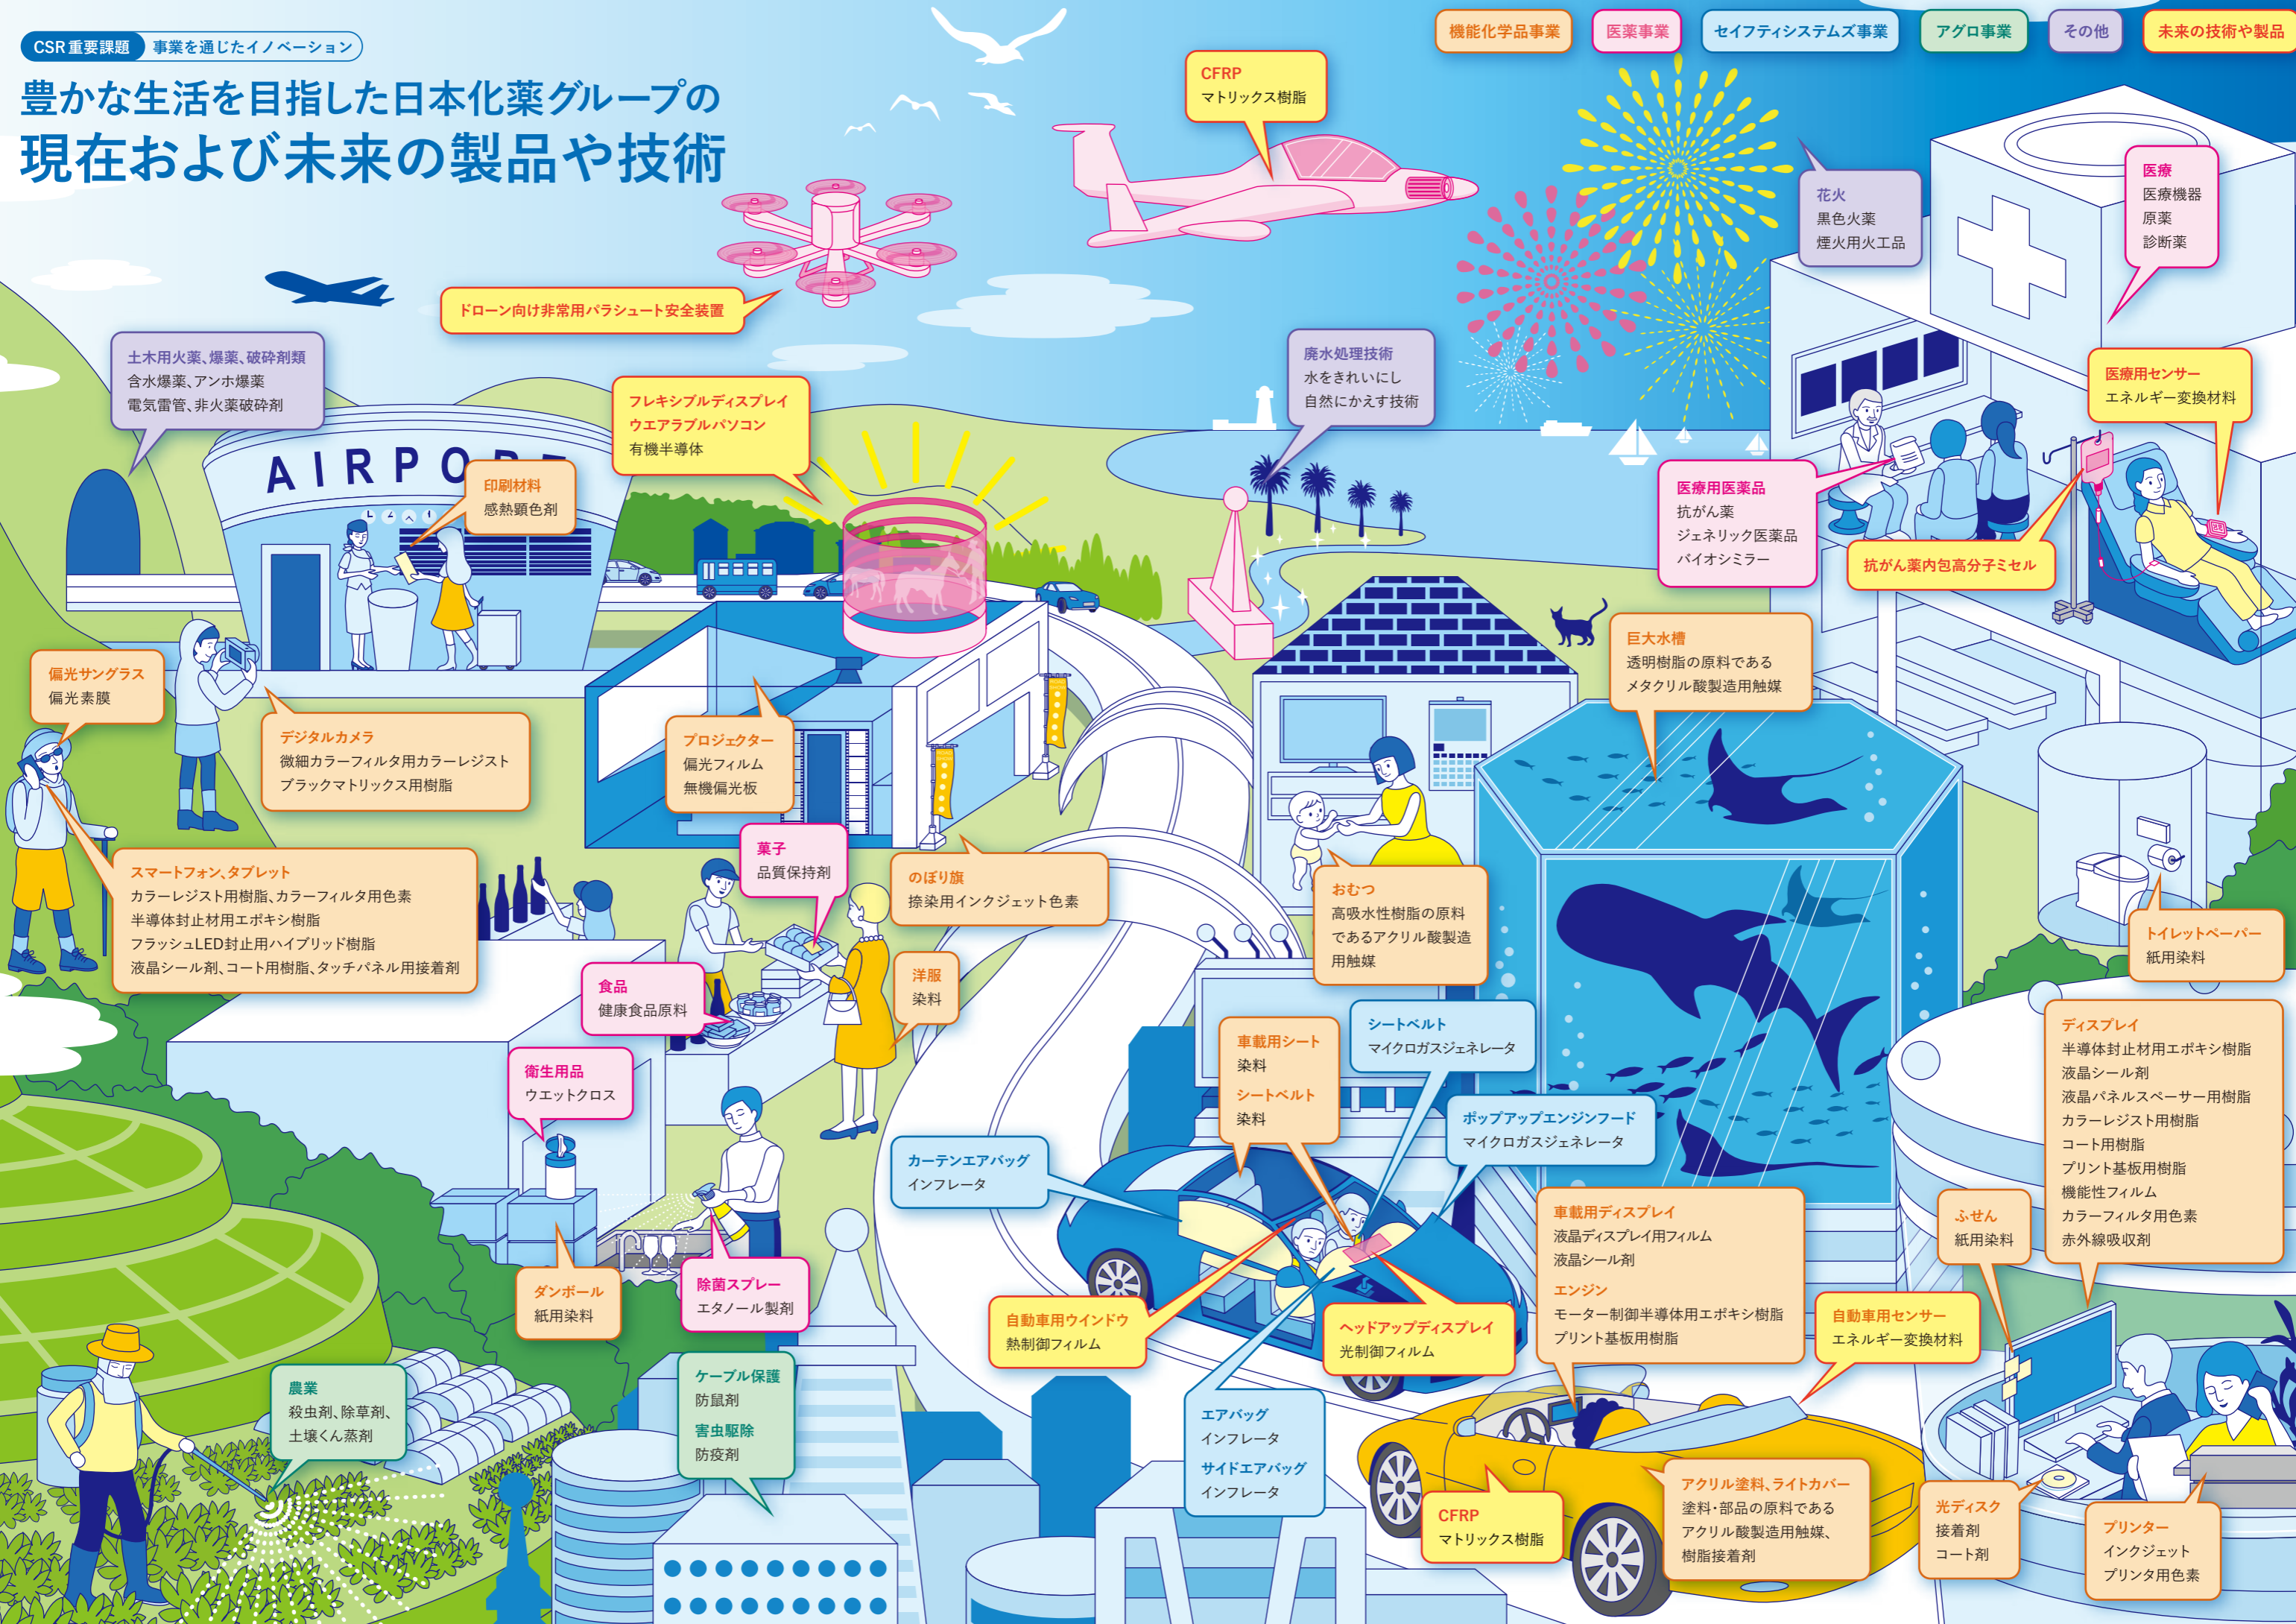 CSR重要課題 事業を通じたイノベーション
豊かな生活を目指した日本化薬グループの
現在および未来の製品や技術
機能化学品事業
医薬事業
セイフティシステムズ事業
アグロ事業
その他
未来の技術や製品
CFRP
マトリックス樹脂
花火
黒色火薬
煙火用火工品
医療
医療機器
原薬
診断薬
ドローン向け非常用パラシュート安全装置
土木用火薬、爆薬、破砕剤類
含水爆薬、アンホ爆薬
電気雷管、非火薬破砕剤
フレキシブルディスプレイ
ウエアラブルパソコン
有機半導体
廃水処理技術
水をきれいにし
自然にかえす技術
医療用センサー
エネルギー変換材料
AIRPORT
印刷材料
感熱顕色剤
医療用医薬品
抗がん薬
ジェネリック医薬品
バイオシミラー
抗がん薬内包高分子ミセル
偏光サングラス
偏光素膜
デジタルカメラ
微細カラーフィルタ用カラーレジスト
ブラックマトリックス用樹脂
プロジェクター
偏光フィルム
無機偏光板
巨大水槽
透明樹脂の原料である
メタクリル酸製造用触媒
スマートフォン、タブレット
カラーレジスト用樹脂、カラーフィルタ用色素
半導体封止材用エポキシ樹脂
フラッシュLED封止用ハイブリッド樹脂
液晶シール剤、コート用樹脂、タッチパネル用接着剤
菓子
品質保持剤
のぼり旗
捺染用インクジェット色素
おむつ
高吸水性樹脂の原料
であるアクリル酸製造
用触媒
トイレットペーパー
紙用染料
食品
健康食品原料
洋服
染料
衛生用品
ウエットクロス
車載用シート
染料
シートベルト
染料
シートベルト
マイクロガスジェネレータ
ポップアップエンジンフード
マイクロガスジェネレータ
ディスプレイ
半導体封止材用エポキシ樹脂
液晶シール剤
液晶パネルスペーサー用樹脂
カラーレジスト用樹脂
コート用樹脂
プリント基板用樹脂
機能性フィルム
カラーフィルタ用色素
赤外線吸収剤
カーテンエアバッグ
インフレータ
車載用ディスプレイ
液晶ディスプレイ用フィルム
液晶シール剤
エンジン
モーター制御半導体用エポキシ樹脂
プリント基板用樹脂
ふせん
紙用染料
ダンボール
紙用染料
除菌スプレー
エタノール製剤
自動車用ウインドウ
熱制御フィルム
ヘッドアップディスプレイ
光制御フィルム
自動車用センサー
エネルギー変換材料
農業
殺虫剤、除草剤、
土壌くん蒸剤
ケーブル保護
防鼠剤
害虫駆除
防疫剤
エアバッグ
インフレータ
サイドエアバッグ
インフレータ
CFRP
マトリックス樹脂
アクリル塗料、ライトカバー
塗料・部品の原料である
アクリル酸製造用触媒、
樹脂接着剤
光ディスク
接着剤
コート剤
プリンター
インクジェット
プリンタ用色素